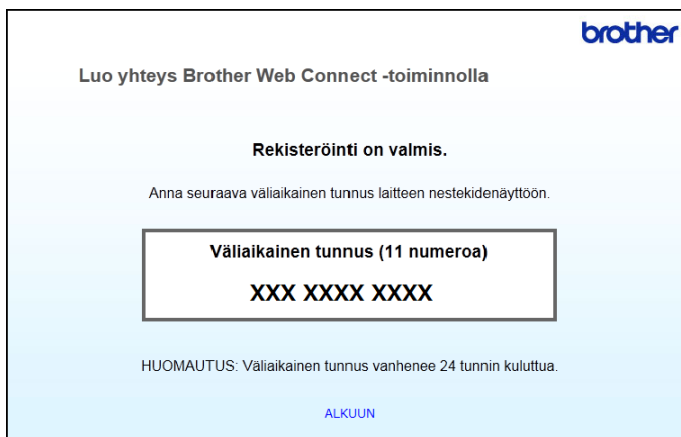 brother
Luo yhteys Brother Web Connect -toiminnolla
Rekisteröinti on valmis.
Anna seuraava väliaikainen tunnus laitteen nestekidenäyttöön.
Väliaikainen tunnus (11 numeroa)
XXX XXXX XXXX
HUOMAUTUS: Väliaikainen tunnus vanhenee 24 tunnin kuluttua.
ALKUUN